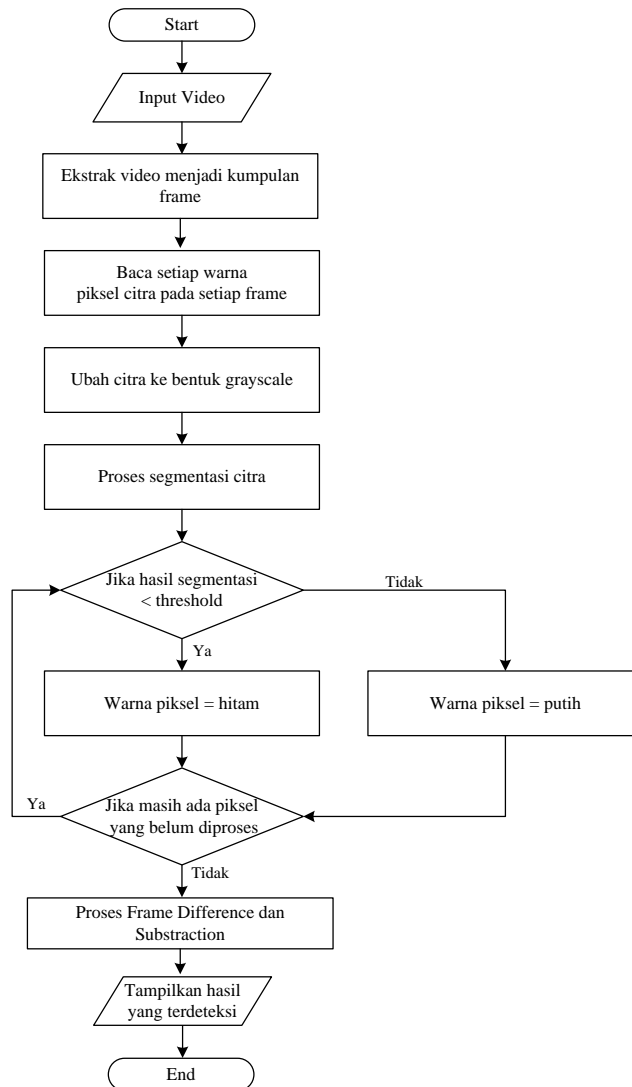 Start
Input Video
Ekstrak video menjadi kumpulan
frame
Baca setiap warna
piksel citra pada setiap frame
Ubah citra ke bentuk grayscale
Proses segmentasi citra
Jika hasil segmentasi
< threshold
Tidak
Ya
Warna piksel = hitam
Warna piksel = putih
Ya
Jika masih ada piksel
yang belum diproses
Tidak
Proses Frame Difference dan
Substraction
Tampilkan hasil
yang terdeteksi
End